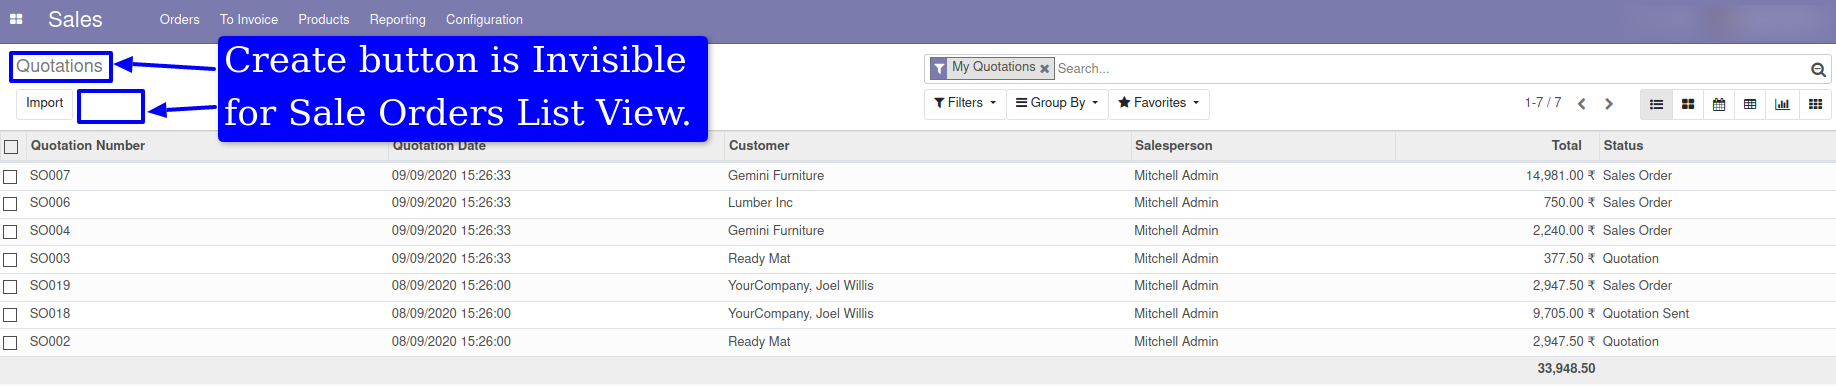 Sales Orders To Invoice Products Reporting Configuration
Quotations
Create button is Invisible
for Sale Orders List View.
My Quotations Search...
Import
Filters Group By Favorites 1-7 / 7
Quotation Number Quotation Date Customer Salesperson Total Status
SO007 09/09/2020 15:26:33 Gemini Furniture Mitchell Admin 14,981.00 ₹ Sales Order
SO006 09/09/2020 15:26:33 Lumber Inc Mitchell Admin 750.00 ₹ Sales Order
SO004 09/09/2020 15:26:33 Gemini Furniture Mitchell Admin 2,240.00 ₹ Sales Order
SO003 09/09/2020 15:26:33 Ready Mat Mitchell Admin 377.50 ₹ Quotation
SO019 08/09/2020 15:26:00 YourCompany, Joel Willis Mitchell Admin 2,947.50 ₹ Sales Order
SO018 08/09/2020 15:26:00 YourCompany, Joel Willis Mitchell Admin 9,705.00 ₹ Quotation Sent
SO002 08/09/2020 15:26:00 Ready Mat Mitchell Admin 2,947.50 ₹ Quotation
33,948.50